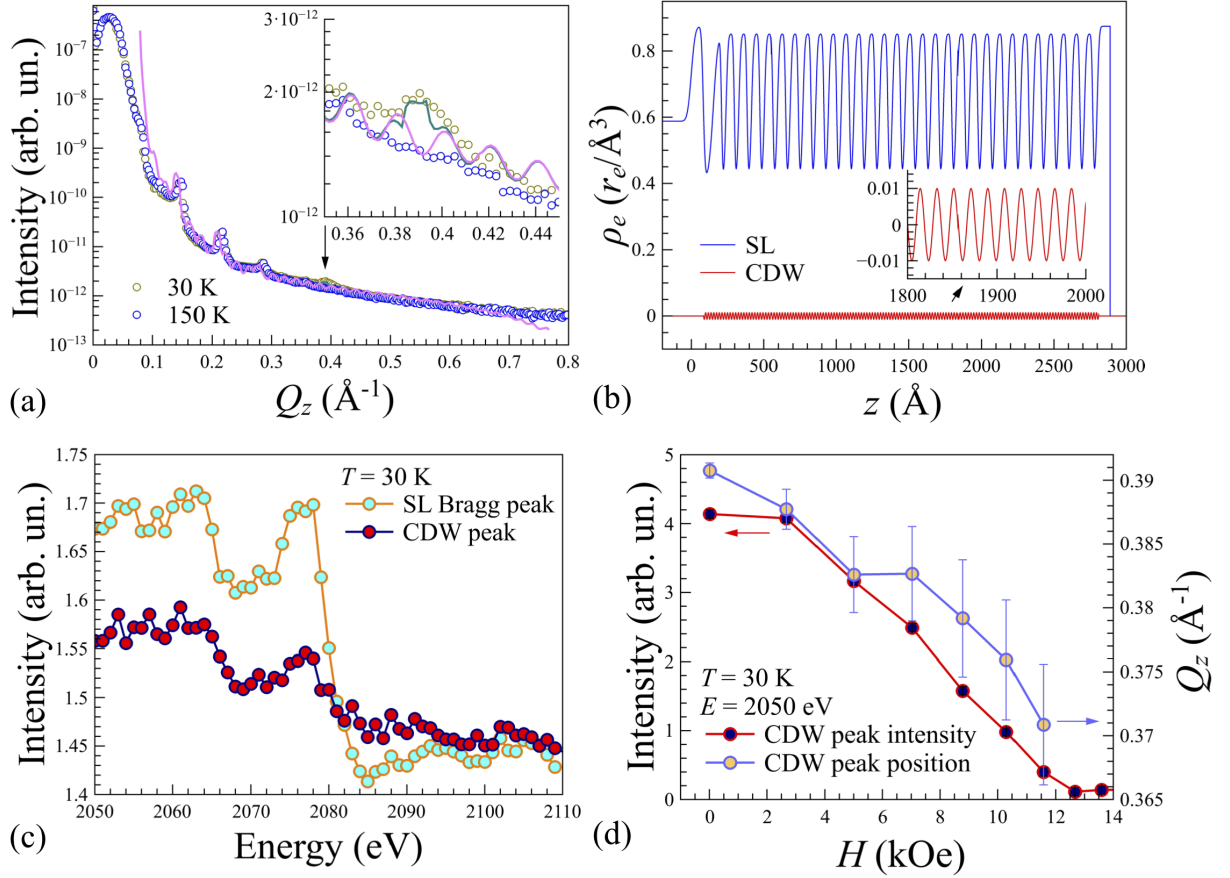 Intensity (arb. un.)
10⁻⁷
10⁻⁸
10⁻⁹
10⁻¹⁰
10⁻¹¹
10⁻¹²
10⁻¹³
3×10⁻¹²
2×10⁻¹²
10⁻¹²
0.36 0.38 0.4 0.42 0.44
30 K
150 K
0 0.1 0.2 0.3 0.4 0.5 0.6 0.7 0.8
(a) Q_z (Å⁻¹)
ρ_e (r_e/Å³)
0.8
0.6
0.4
0.2
0
SL
CDW
0.01
0
−0.01
1800 1900 2000
0 500 1000 1500 2000 2500 3000
(b) z (Å)
Intensity (arb. un.)
1.75
1.7
1.65
1.6
1.55
1.5
1.45
1.4
T = 30 K
SL Bragg peak
CDW peak
2050 2060 2070 2080 2090 2100 2110
(c) Energy (eV)
Intensity (arb. un.)
5
4
3
2
1
0
T = 30 K
E = 2050 eV
CDW peak intensity
CDW peak position
0.39
0.385
0.38
0.375
0.37
0.365
Q_z (Å⁻¹)
0 2 4 6 8 10 12 14
(d) H (kOe)